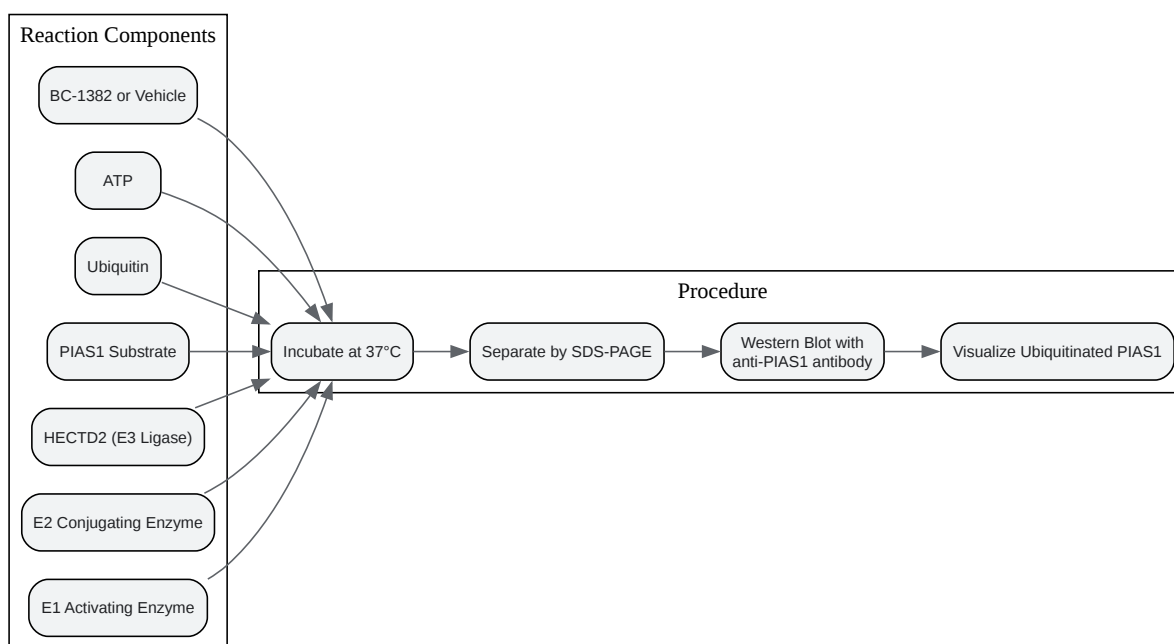 Reaction Components
BC-1382 or Vehicle
ATP
Ubiquitin
PIAS1 Substrate
HECTD2 (E3 Ligase)
E2 Conjugating Enzyme
E1 Activating Enzyme
Procedure
Incubate at 37°C
Separate by SDS-PAGE
Western Blot with
anti-PIAS1 antibody
Visualize Ubiquitinated PIAS1